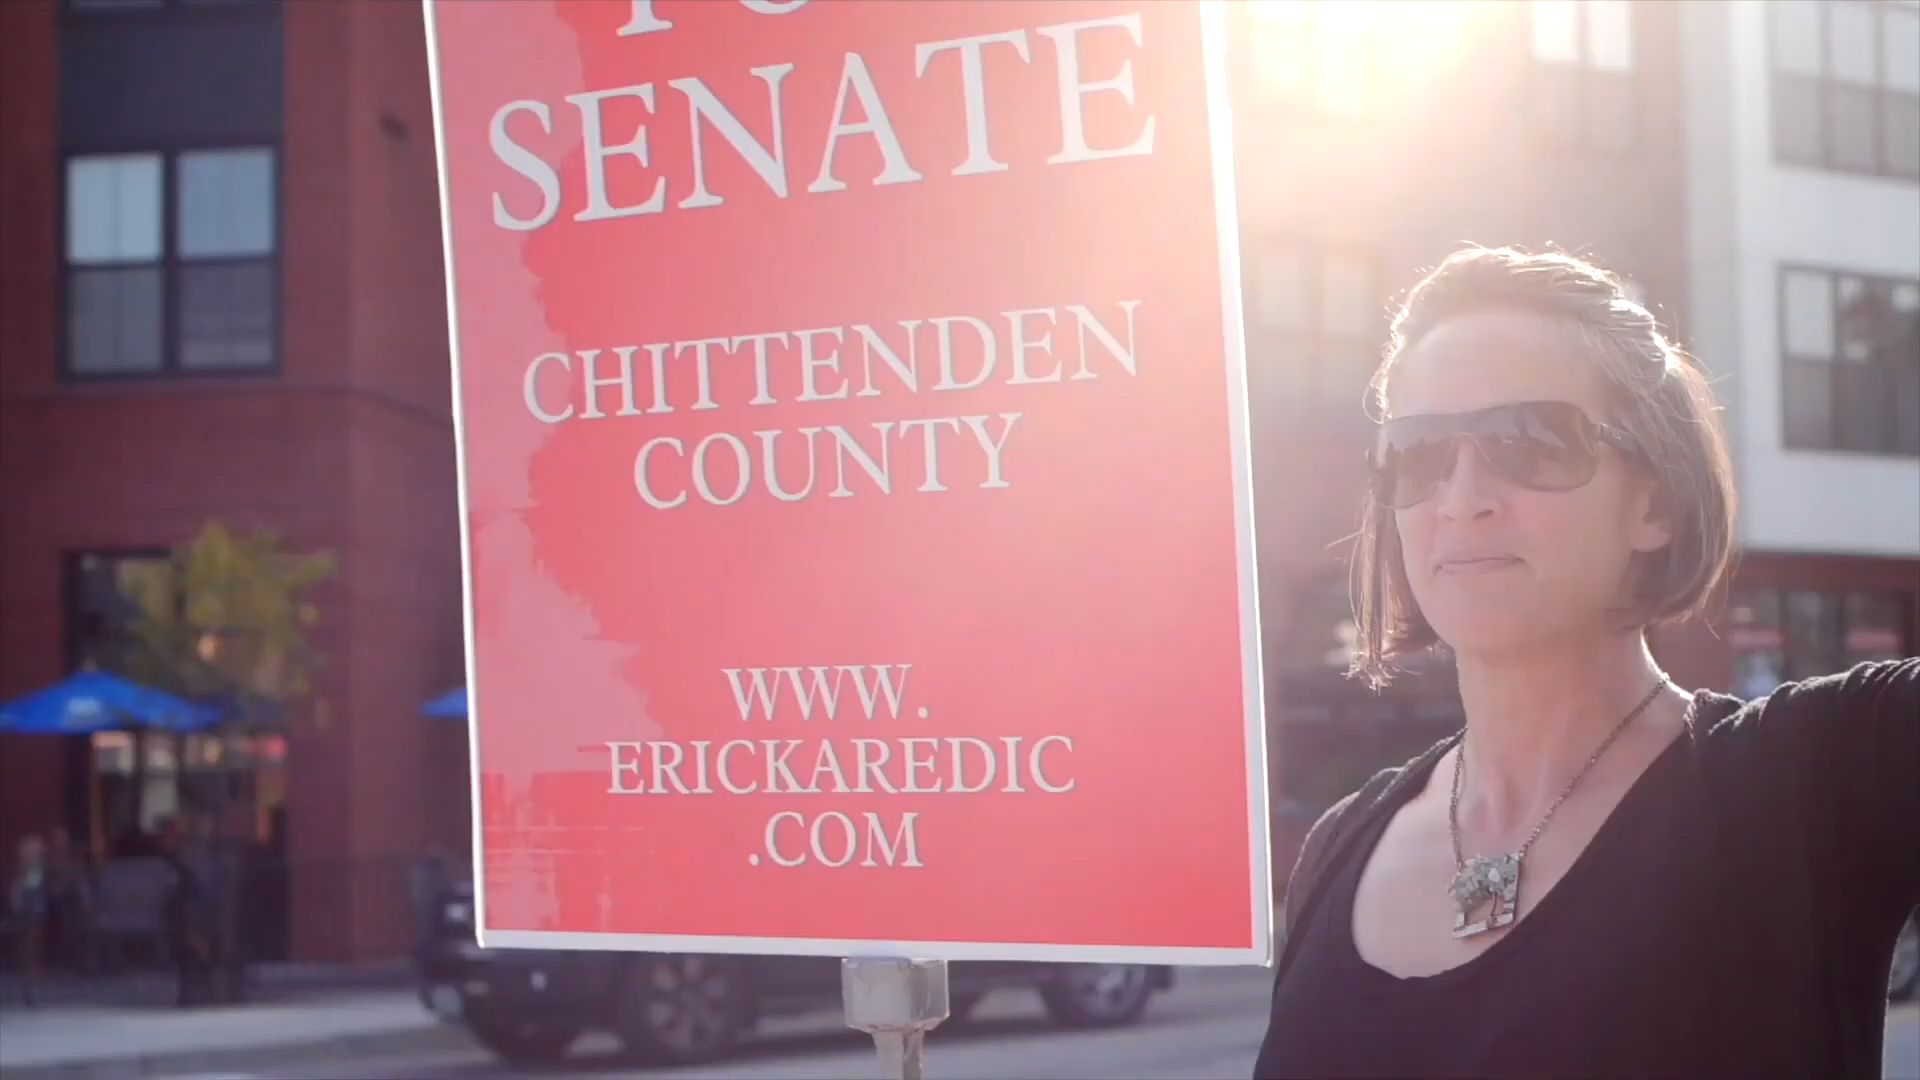 SENATE
CHITTENDEN
COUNTY
WWW.
ERICKAREDIC
.COM